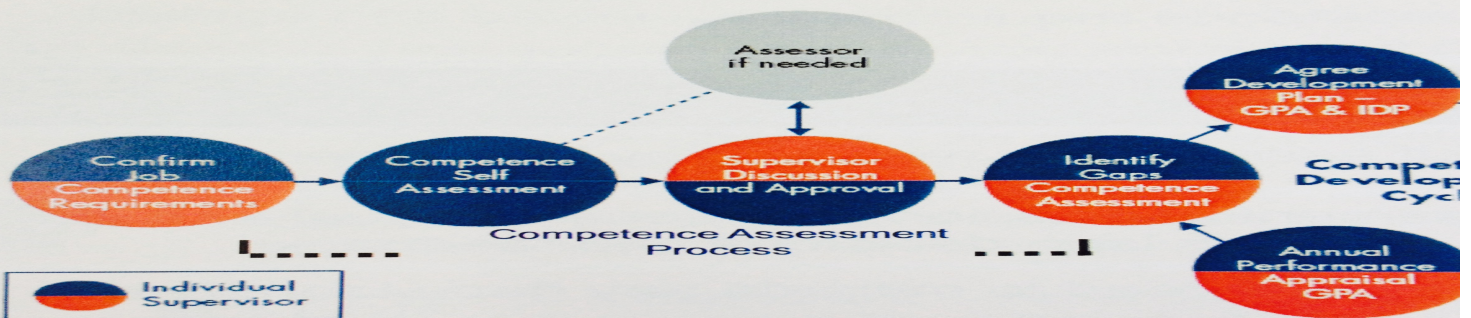 Assessor
if needed
Agree
Development
Plan –
GPA & IDP
Confirm
Job
Competence
Requirements
Competence
Self
Assessment
Supervisor
Discussion
and Approval
Identify
Gaps
Competence
Assessment
Competence Assessment
Process
Annual
Performance
Appraisal
GPA
Individual
Supervisor